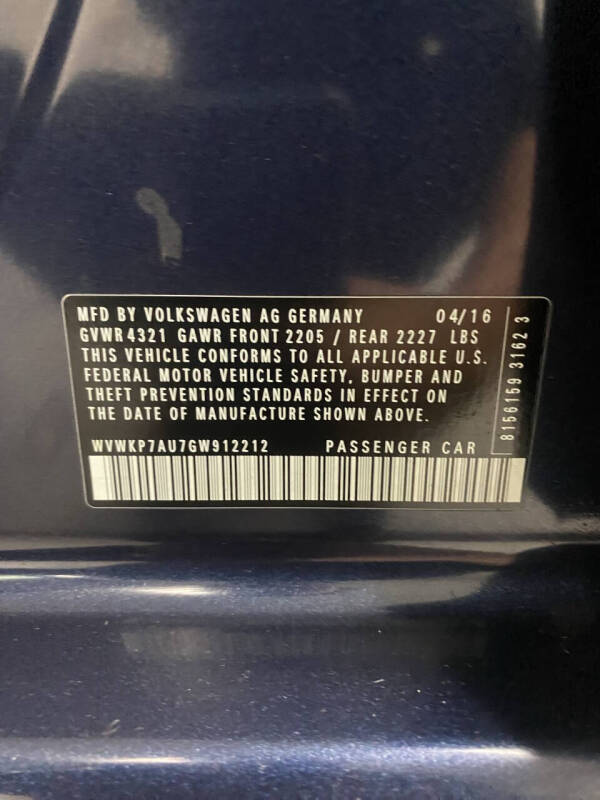 MFD BY VOLKSWAGEN AG GERMANY 04/16
GVWR 4321 GAWR FRONT 2205 / REAR 2227 LBS
THIS VEHICLE CONFORMS TO ALL APPLICABLE U.S.
FEDERAL MOTOR VEHICLE SAFETY, BUMPER AND
THEFT PREVENTION STANDARDS IN EFFECT ON
THE DATE OF MANUFACTURE SHOWN ABOVE.
WVWKP7AU7GW912212 PASSENGER CAR
8156159 3162 3